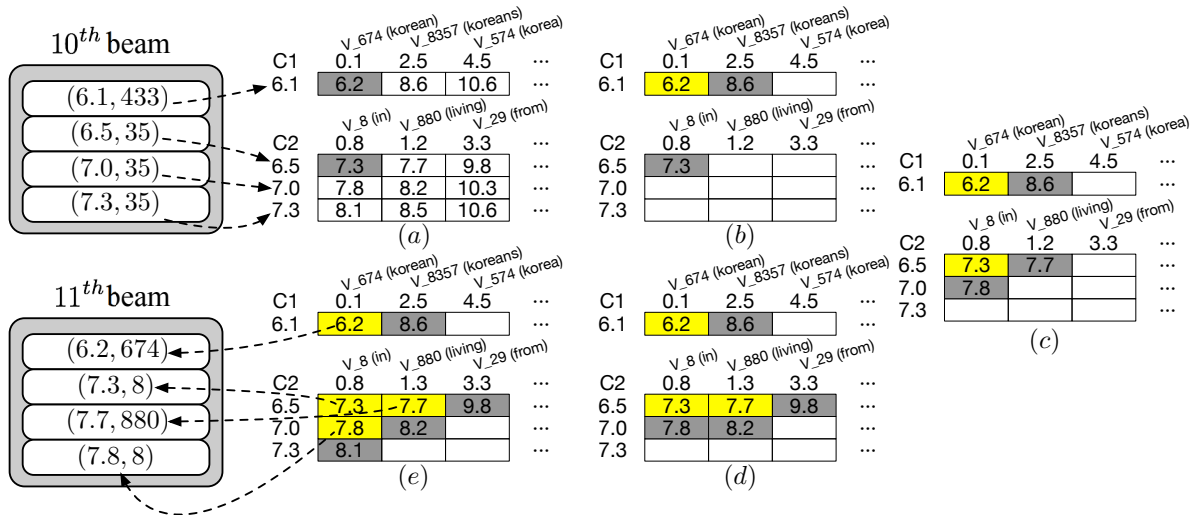 10th beam
(6.1, 433)
(6.5, 35)
(7.0, 35)
(7.3, 35)
V_674 (korean) V_8357 (koreans) V_574 (korea)
C1 0.1 2.5 4.5 ...
6.1 6.2 8.6 10.6 ...
V_8 (in) V_880 (living) V_29 (from)
C2 0.8 1.2 3.3 ...
6.5 7.3 7.7 9.8 ...
7.0 7.8 8.2 10.3 ...
7.3 8.1 8.5 10.6 ...
(a)
V_674 (korean) V_8357 (koreans) V_574 (korea)
C1 0.1 2.5 4.5 ...
6.1 6.2 8.6 ...
V_8 (in) V_880 (living) V_29 (from)
C2 0.8 1.2 3.3 ...
6.5 7.3 ...
7.0 ...
7.3 ...
(b)
V_674 (korean) V_8357 (koreans) V_574 (korea)
C1 0.1 2.5 4.5 ...
6.1 6.2 8.6 ...
V_8 (in) V_880 (living) V_29 (from)
C2 0.8 1.2 3.3 ...
6.5 7.3 7.7 ...
7.0 7.8 ...
7.3 ...
(c)
11th beam
(6.2, 674)
(7.3, 8)
(7.7, 880)
(7.8, 8)
V_674 (korean) V_8357 (koreans) V_574 (korea)
C1 0.1 2.5 4.5 ...
6.1 6.2 8.6 ...
V_8 (in) V_880 (living) V_29 (from)
C2 0.8 1.3 3.3 ...
6.5 7.3 7.7 9.8 ...
7.0 7.8 8.2 ...
7.3 8.1 ...
(e)
V_674 (korean) V_8357 (koreans) V_574 (korea)
C1 0.1 2.5 4.5 ...
6.1 6.2 8.6 ...
V_8 (in) V_880 (living) V_29 (from)
C2 0.8 1.3 3.3 ...
6.5 7.3 7.7 9.8 ...
7.0 7.8 8.2 ...
7.3 ...
(d)